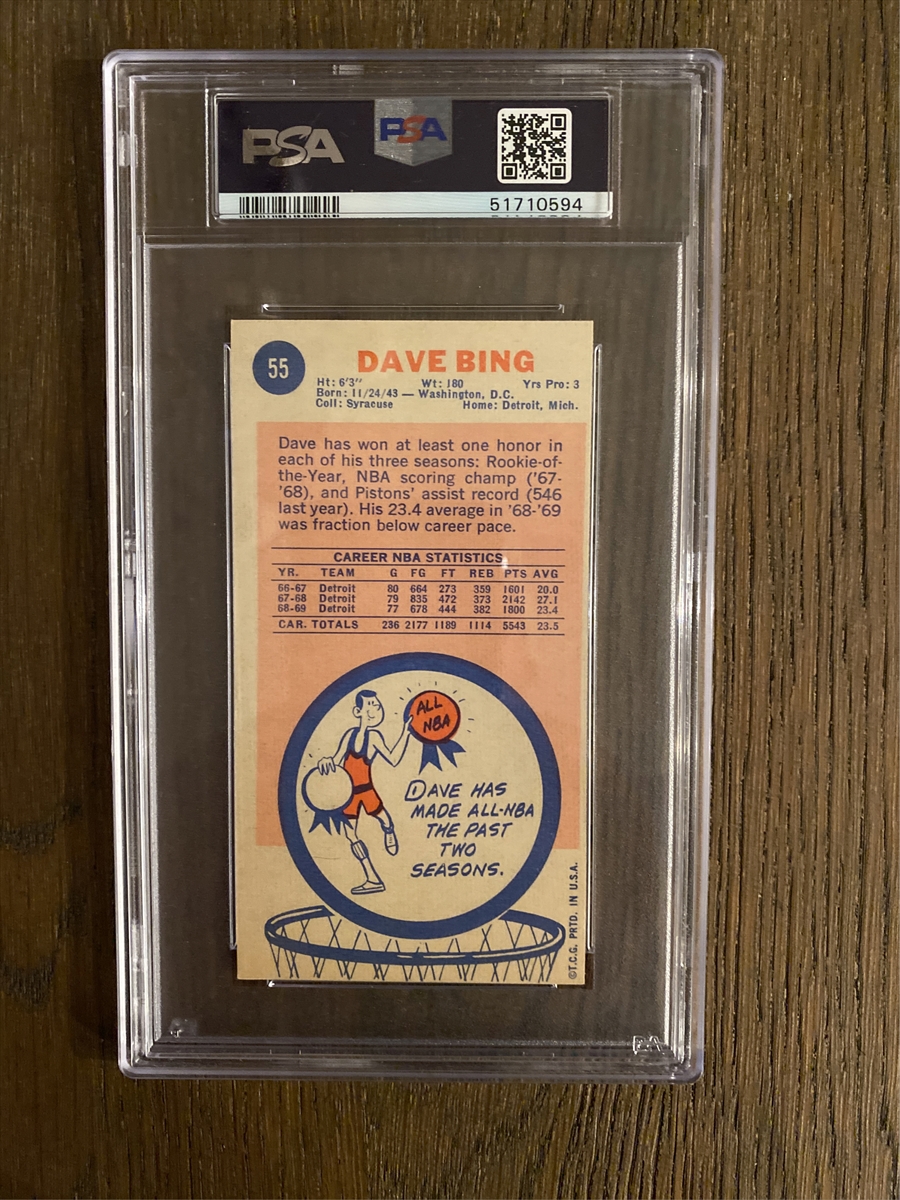 PSA
PSA
51710594
55
DAVE BING
Ht: 6'3" Wt: 180 Yrs Pro: 3
Born: 11/24/43 — Washington, D.C.
Coll: Syracuse Home: Detroit, Mich.
Dave has won at least one honor in
each of his three seasons: Rookie-of-
the-Year, NBA scoring champ ('67-
'68), and Pistons' assist record (546
last year). His 23.4 average in '68-'69
was fraction below career pace.
CAREER NBA STATISTICS
YR. TEAM G FG FT REB PTS AVG
66-67 Detroit 80 664 273 359 1601 20.0
67-68 Detroit 79 835 472 373 2142 27.1
68-69 Detroit 77 678 444 382 1800 23.4
CAR. TOTALS 236 2177 1189 1114 5543 23.5
ALL
NBA
DAVE HAS
MADE ALL-NBA
THE PAST
TWO
SEASONS.
©T.C.G. PRTD. IN U.S.A.